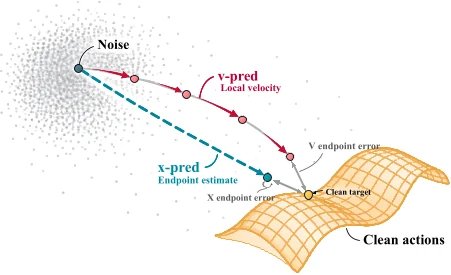 Noise
v-pred
Local velocity
V endpoint error
x-pred
Endpoint estimate
X endpoint error
Clean target
Clean actions